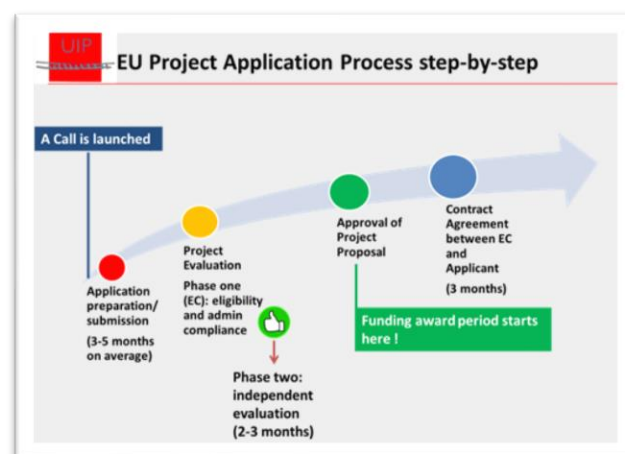 UIP
EU Project Application Process step-by-step
A Call is launched
Application
preparation/
submission
(3-5 months
on average)
Project
Evaluation
Phase one
(EC): eligibility
and admin
compliance
Phase two:
independent
evaluation
(2-3 months)
Approval of
Project
Proposal
Funding award period starts
here !
Contract
Agreement
between EC
and
Applicant
(3 months)